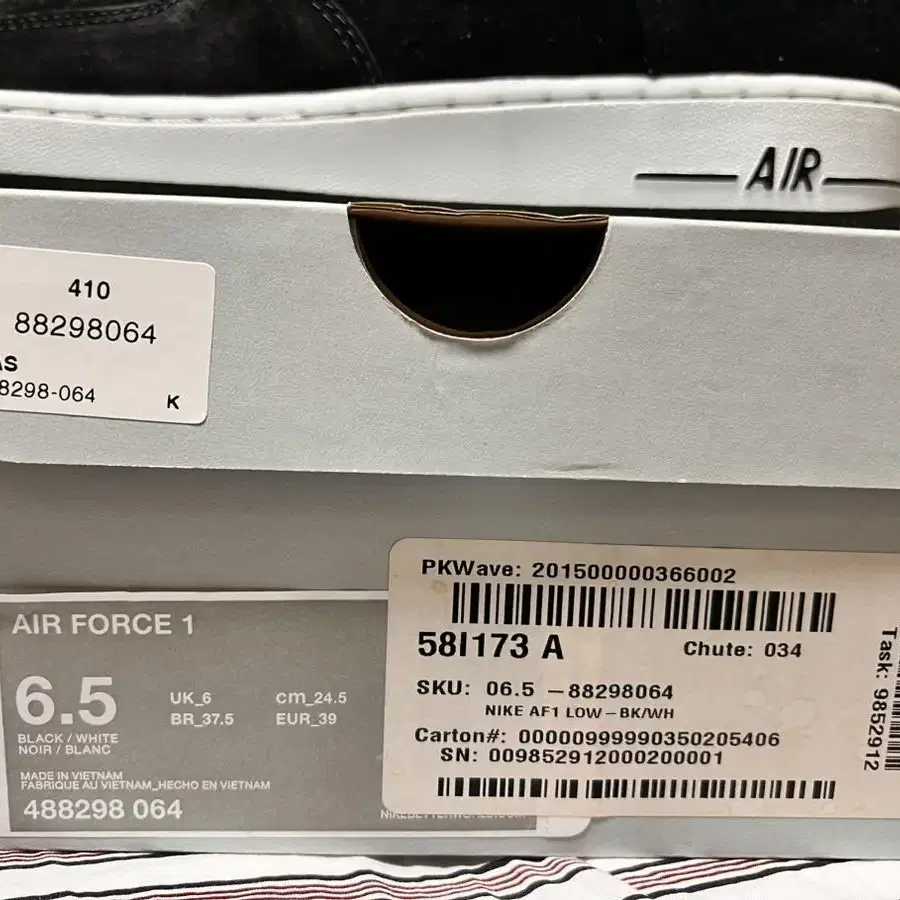 AIR
410
88298064
AS
8298-064
K
PKWave: 201500000366002
58I173 A
Chute: 034
SKU: 06.5 –88298064
NIKE AF1 LOW–BK/WH
Carton#: 00000999990350205406
SN: 009852912000200001
Task: 9852912
AIR FORCE 1
6.5
UK_6
cm_24.5
BR_37.5
EUR_39
BLACK / WHITE
NOIR / BLANC
MADE IN VIETNAM
FABRIQUE AU VIETNAM_HECHO EN VIETNAM
488298 064